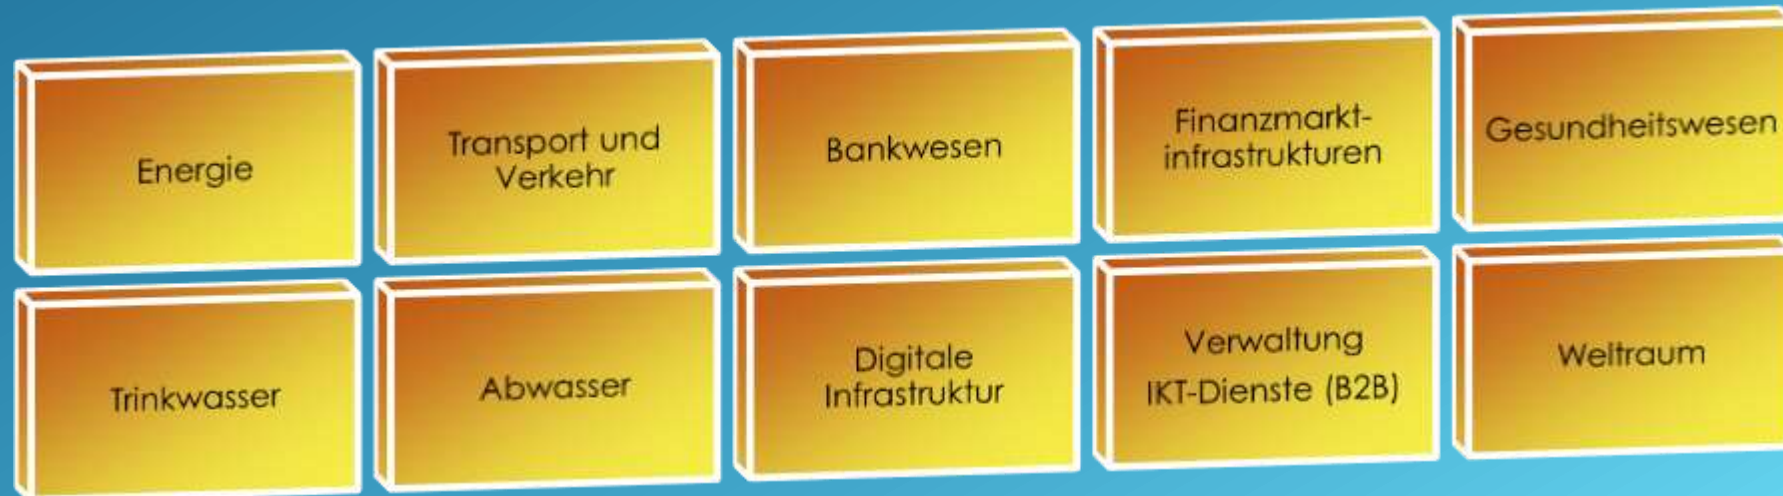 Energie
Transport und
Verkehr
Bankwesen
Finanzmarkt-
infrastrukturen
Gesundheitswesen
Trinkwasser
Abwasser
Digitale
Infrastruktur
Verwaltung
IKT-Dienste (B2B)
Weltraum